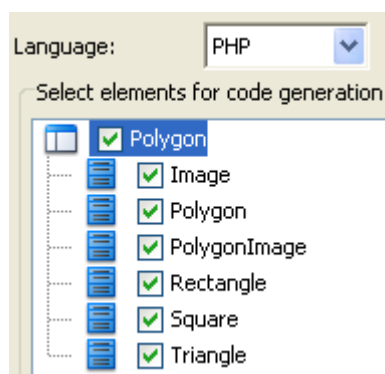 Language: PHP
Select elements for code generation
Polygon
Image
Polygon
PolygonImage
Rectangle
Square
Triangle